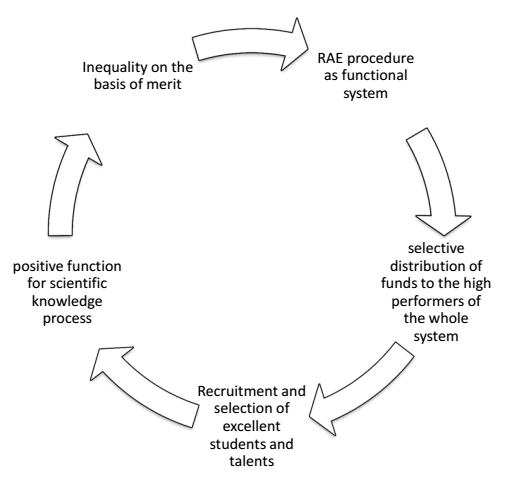 Inequality on the
basis of merit
RAE procedure
as functional
system
selective
distribution of
funds to the high
performers of
the whole
system
Recruitment and
selection of
excellent
students and
talents
positive function
for scientific
knowledge
process